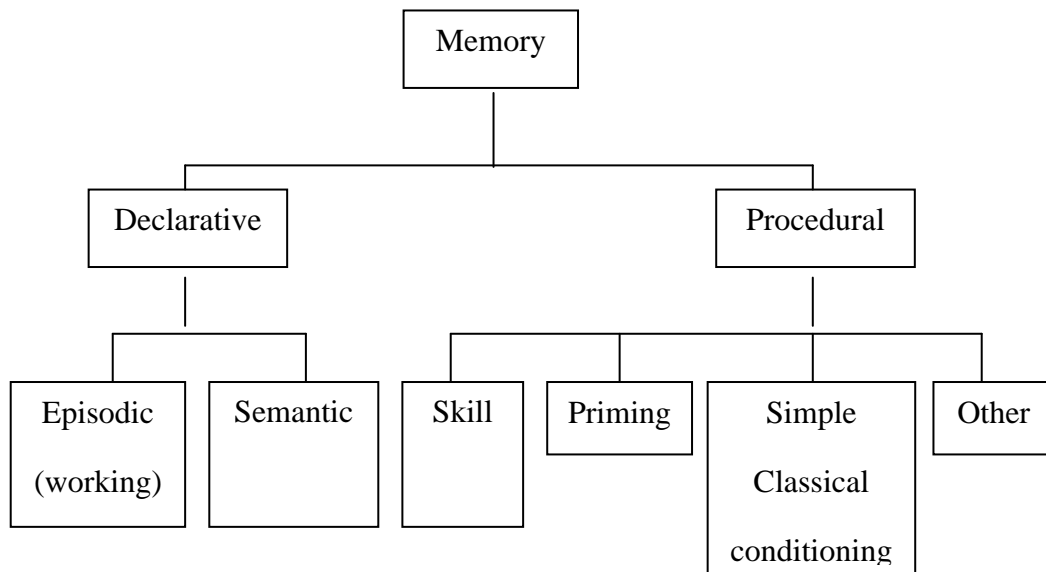 Memory
Declarative
Procedural
Episodic
(working)
Semantic
Skill
Priming
Simple
Classical
conditioning
Other